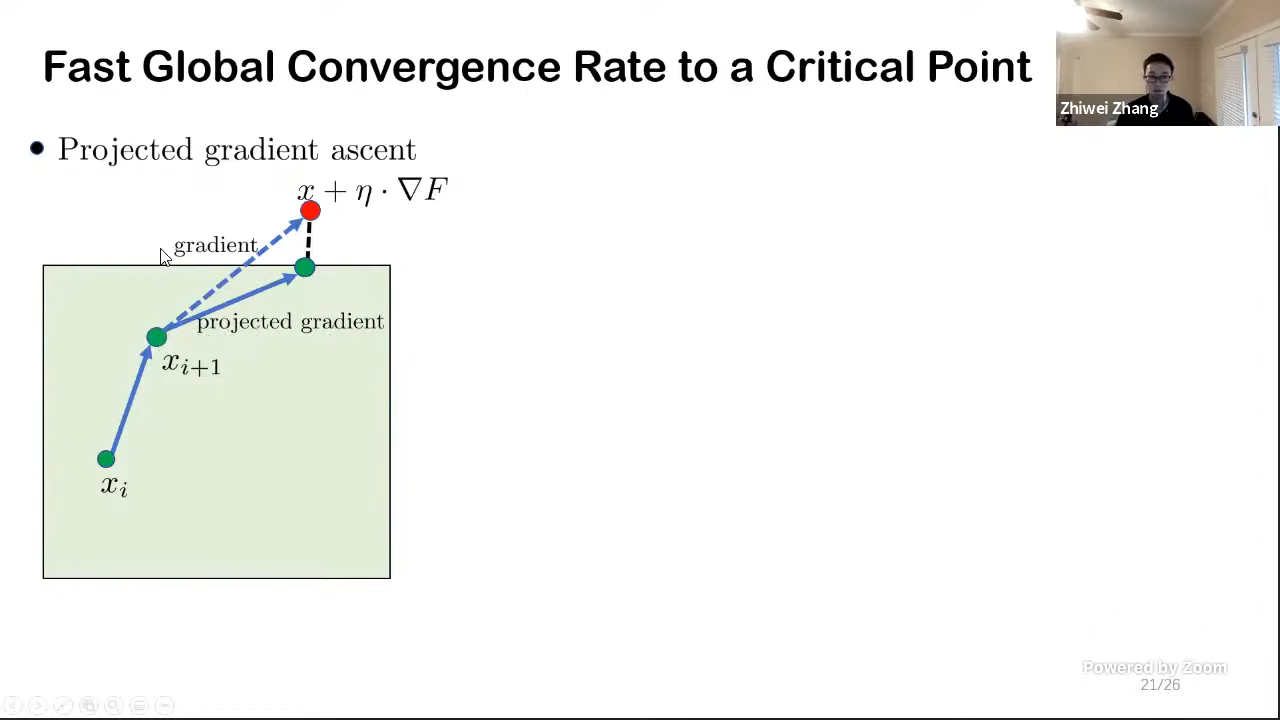 Fast Global Convergence Rate to a Critical Point
Zhiwei Zhang
Projected gradient ascent
x + η · ∇F
gradient
projected gradient
x_{i+1}
x_i
Powered by Zoom
21/26